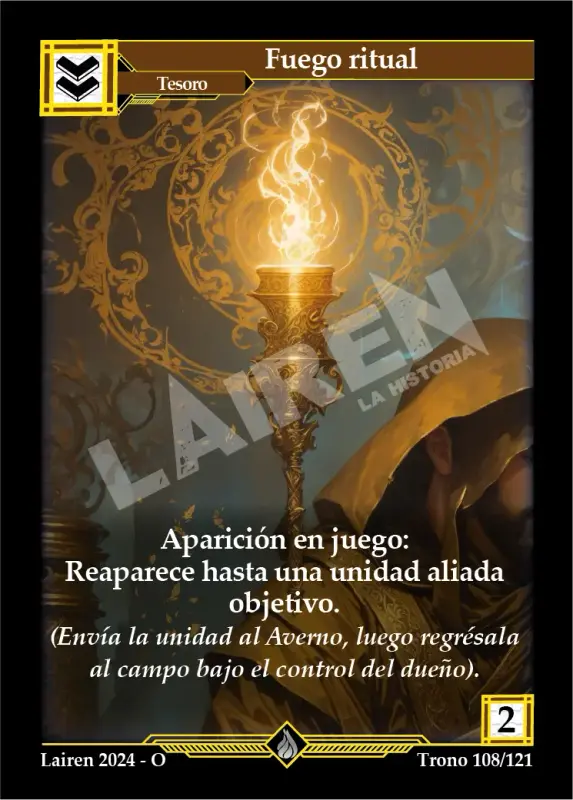 Fuego ritual
Tesoro
LAIREN
LA HISTORIA
Aparición en juego:
Reaparece hasta una unidad aliada
objetivo.
(Envía la unidad al Averno, luego regrésala
al campo bajo el control del dueño).
2
Lairen 2024 - O
Trono 108/121